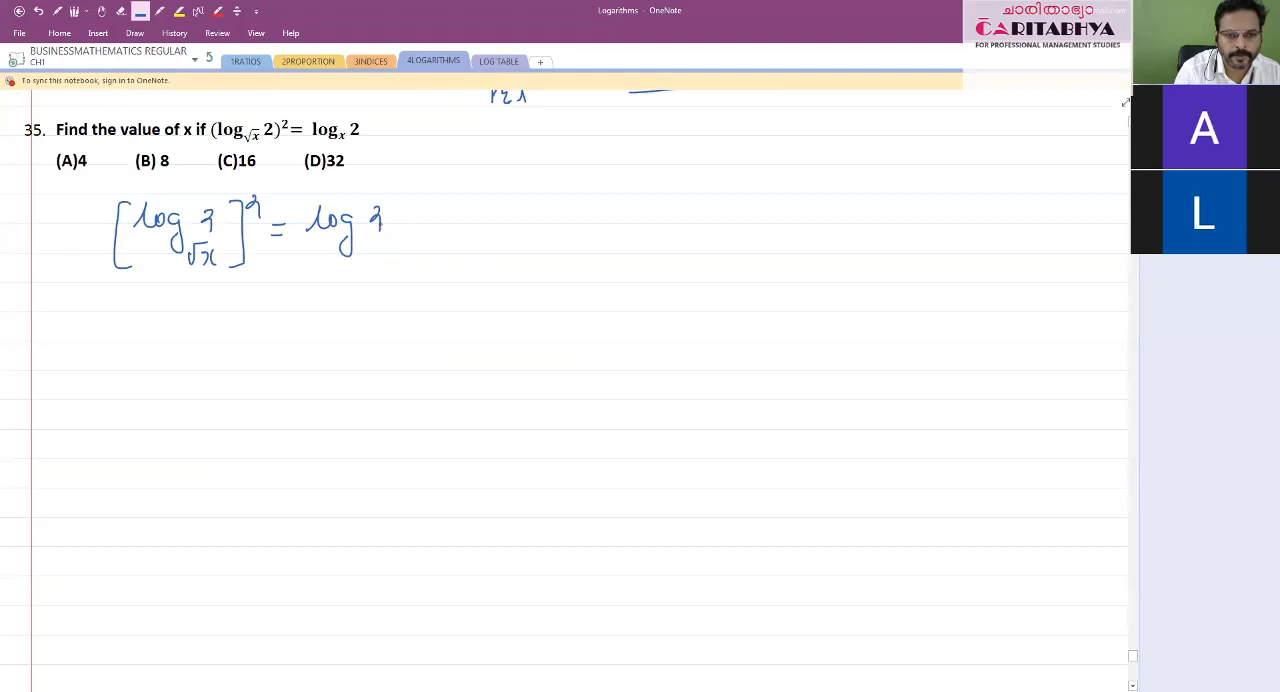 Logarithms - OneNote
ചാരിതാഭ്യാ
CARITABHYA
FOR PROFESSIONAL MANAGEMENT STUDIES
File Home Insert Draw History Review View Help
BUSINESSMATHEMATICS REGULAR
CH1
5
1RATIOS 2PROPORTION 3INDICES 4LOGARITHMS LOG TABLE +
To sync this notebook, sign in to OneNote.
35. Find the value of x if (log√x 2)² = logx 2
(A)4 (B) 8 (C)16 (D)32
[log√x 2]² = log 2
A
L